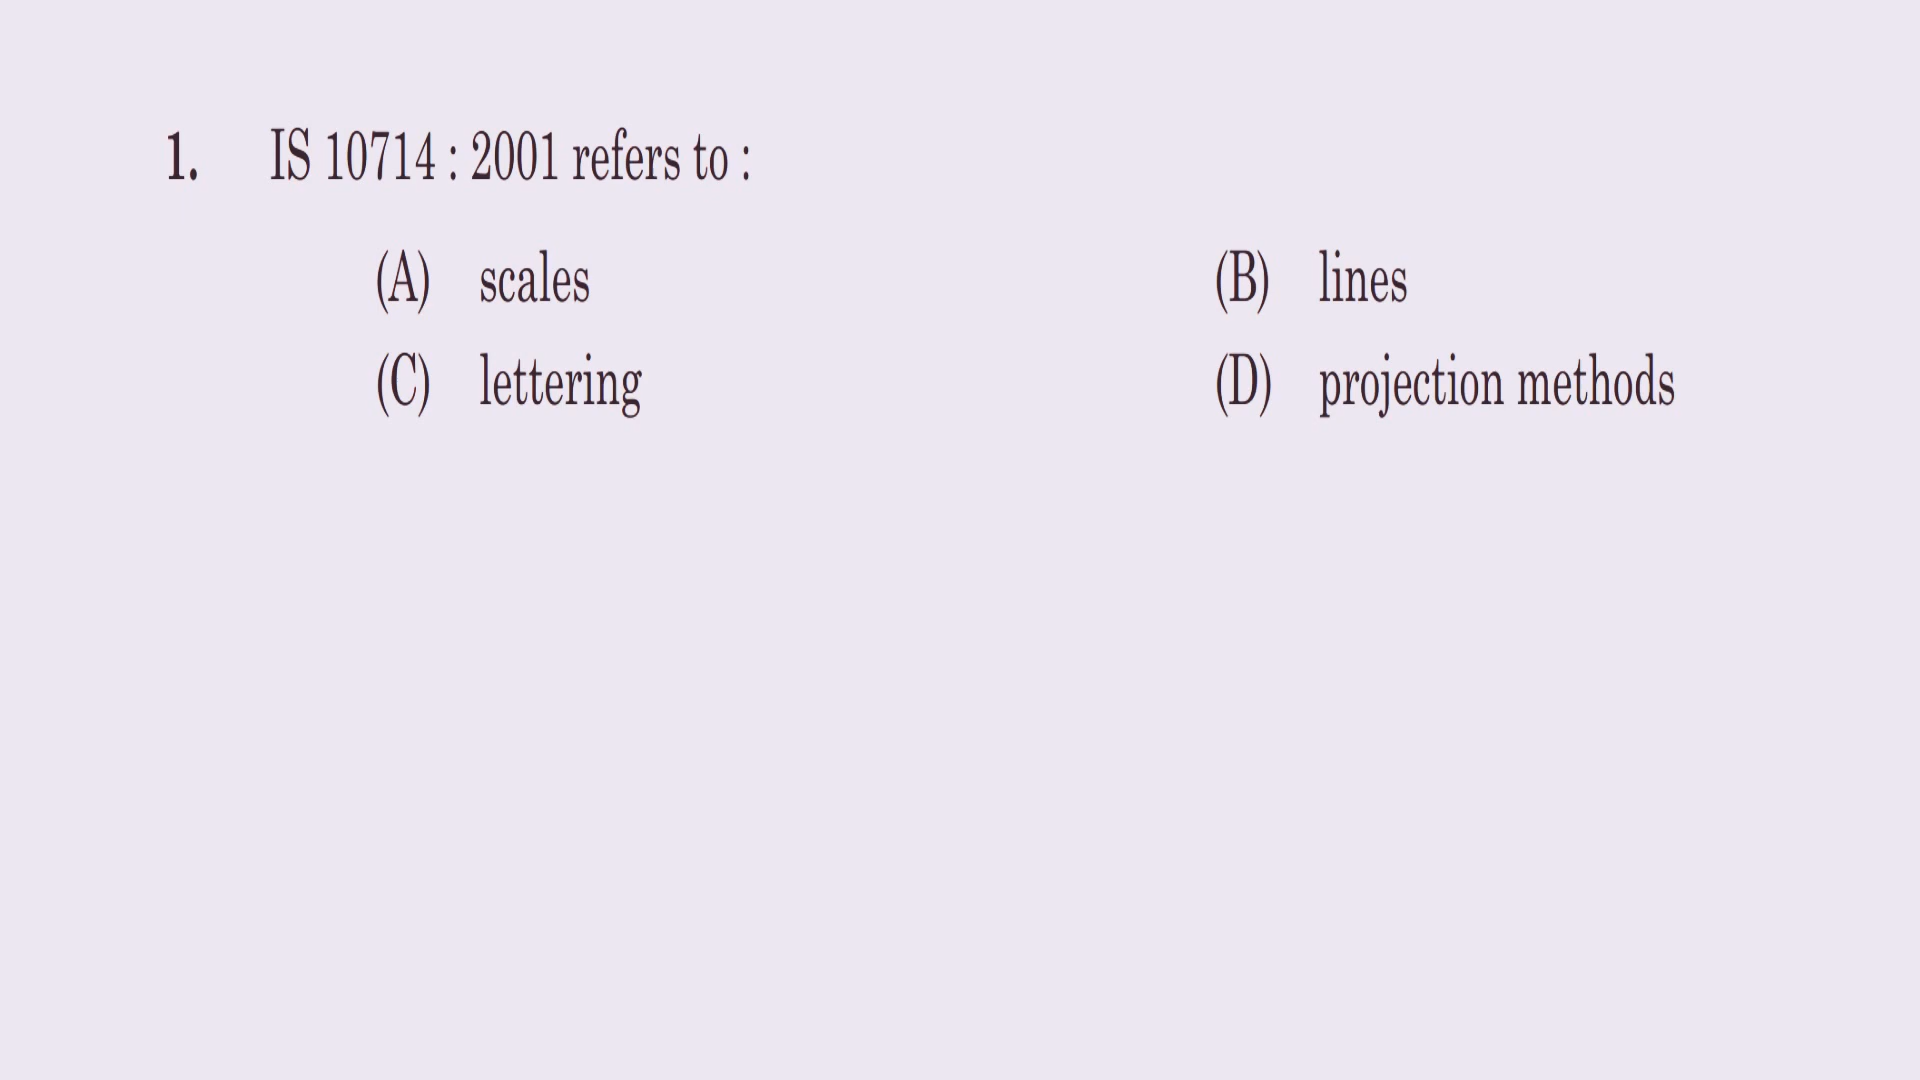 1. IS 10714 : 2001 refers to :
(A) scales (B) lines
(C) lettering (D) projection methods